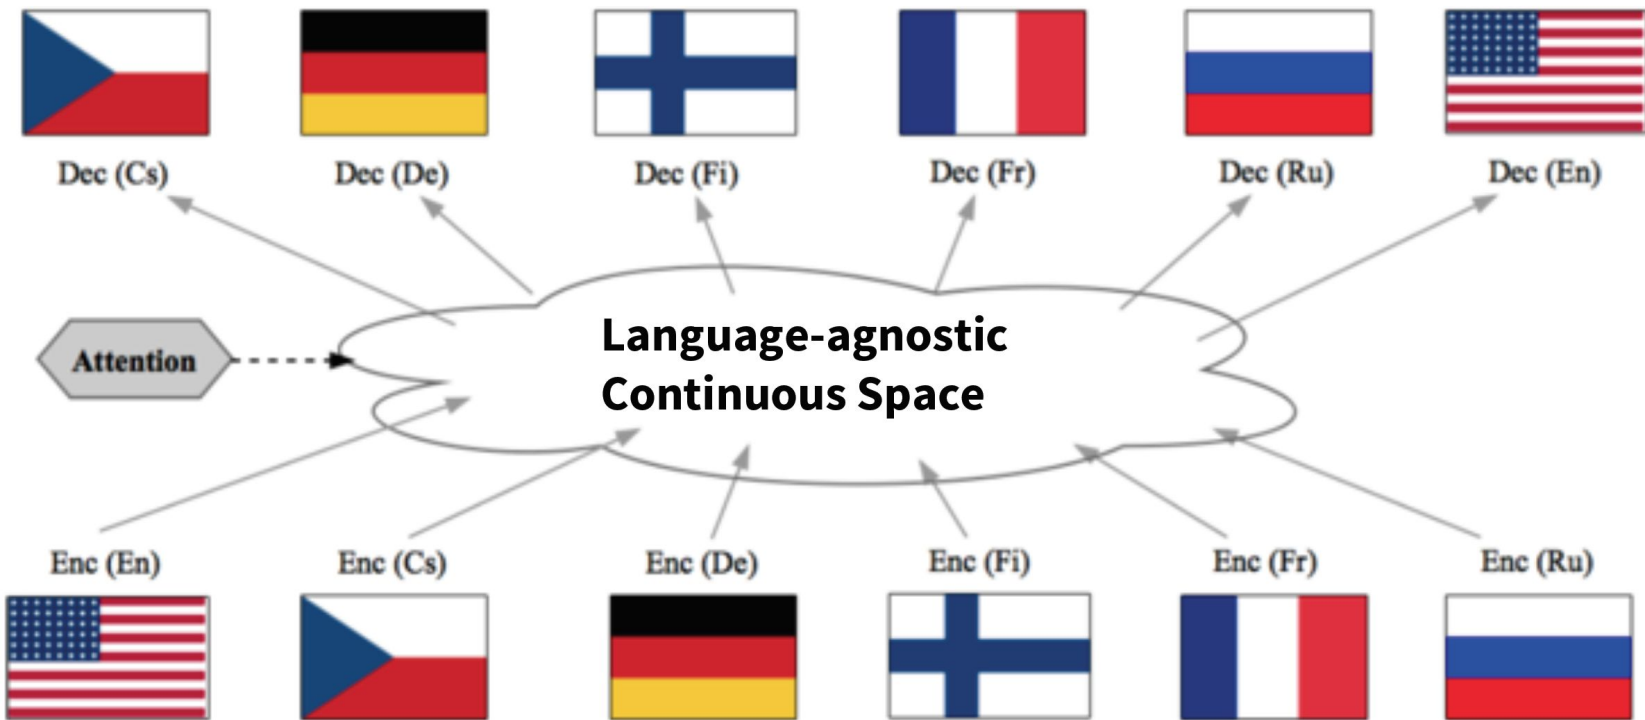 Dec (Cs)
Dec (De)
Dec (Fi)
Dec (Fr)
Dec (Ru)
Dec (En)
Attention
Language-agnostic
Continuous Space
Enc (En)
Enc (Cs)
Enc (De)
Enc (Fi)
Enc (Fr)
Enc (Ru)